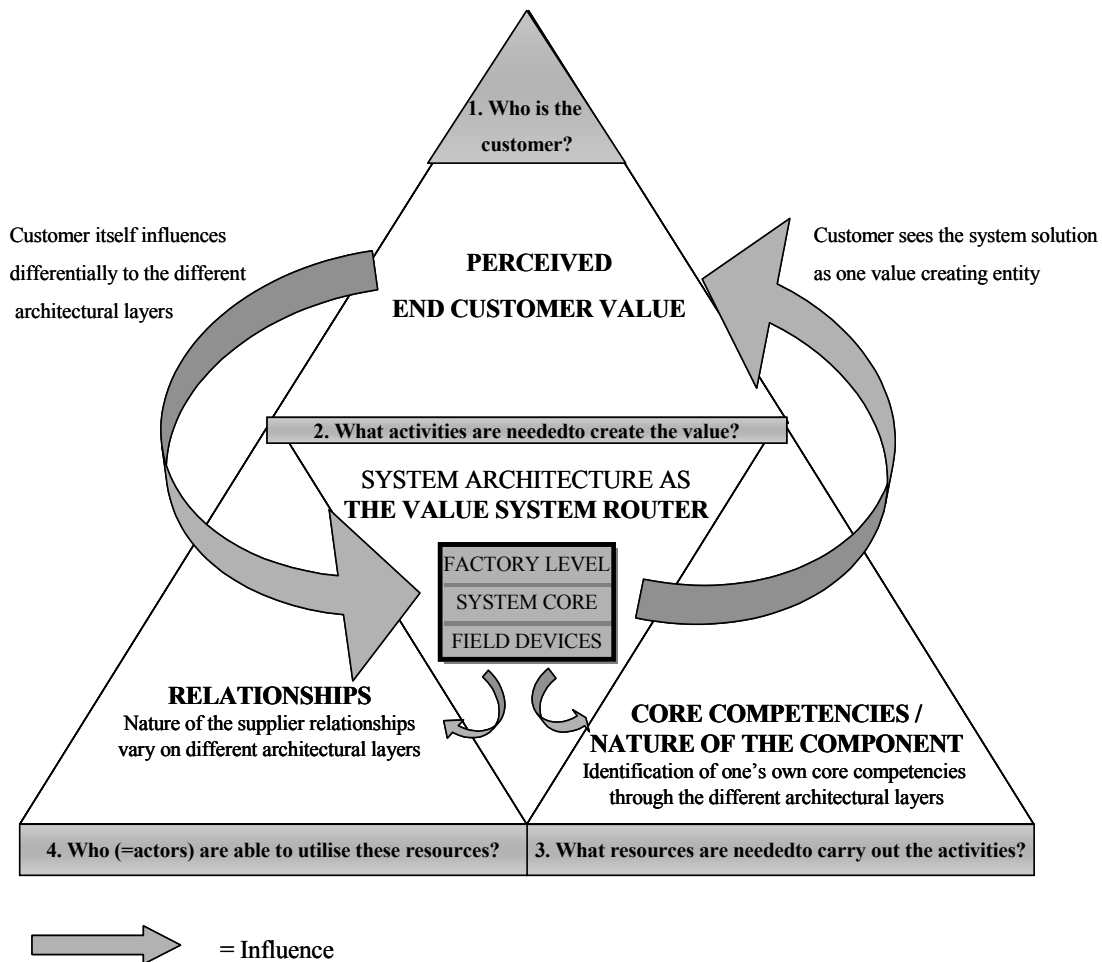 1. Who is the
customer?
Customer itself influences
differentially to the different
architectural layers
Customer sees the system solution
as one value creating entity
PERCEIVED
END CUSTOMER VALUE
2. What activities are neededto create the value?
SYSTEM ARCHITECTURE AS
THE VALUE SYSTEM ROUTER
FACTORY LEVEL
SYSTEM CORE
FIELD DEVICES
RELATIONSHIPS
Nature of the supplier relationships
vary on different architectural layers
CORE COMPETENCIES /
NATURE OF THE COMPONENT
Identification of one’s own core competencies
through the different architectural layers
4. Who (=actors) are able to utilise these resources?
3. What resources are neededto carry out the activities?
= Influence